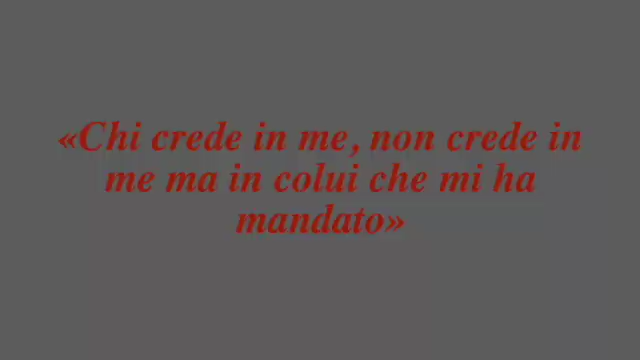 «Chi crede in me, non crede in
me ma in colui che mi ha
mandato»